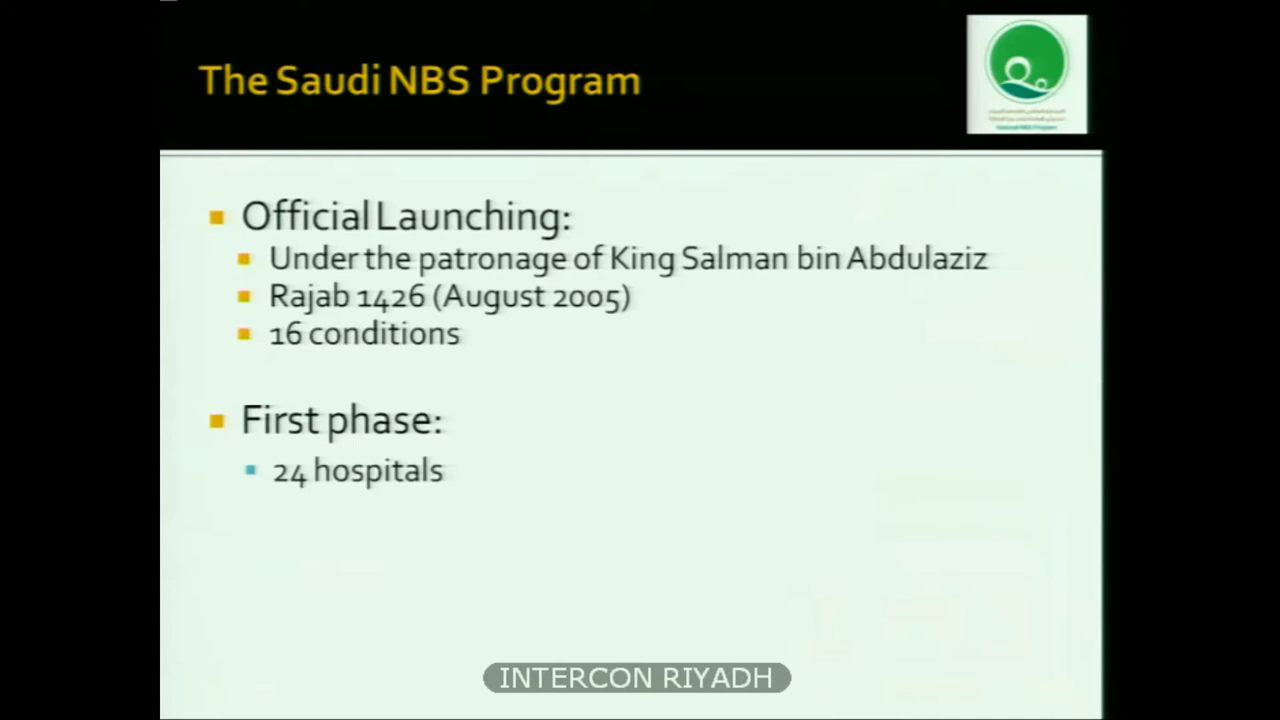 The Saudi NBS Program
Official Launching:
Under the patronage of King Salman bin Abdulaziz
Rajab 1426 (August 2005)
16 conditions
First phase:
24 hospitals
INTERCON RIYADH